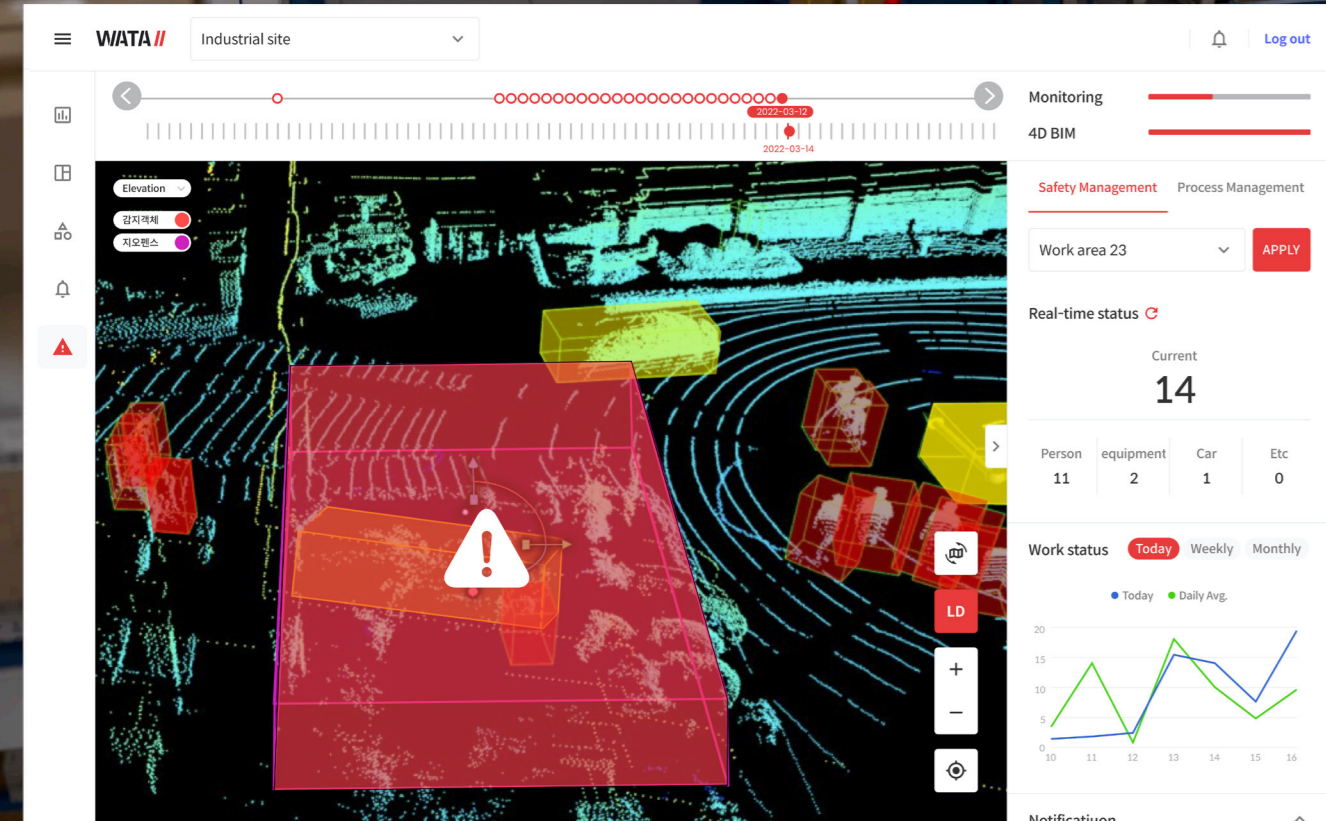 WATA
Industrial site
Log out
2022-03-12
2022-03-14
Monitoring
4D BIM
Elevation
감지객체
지오펜스
LD
Safety Management
Process Management
Work area 23
APPLY
Real-time status
Current
14
Person equipment Car Etc
11 2 1 0
Work status
Today Weekly Monthly
Today Daily Avg.
20
15
10
5
0
10 11 12 13 14 15 16
Notificatiuon